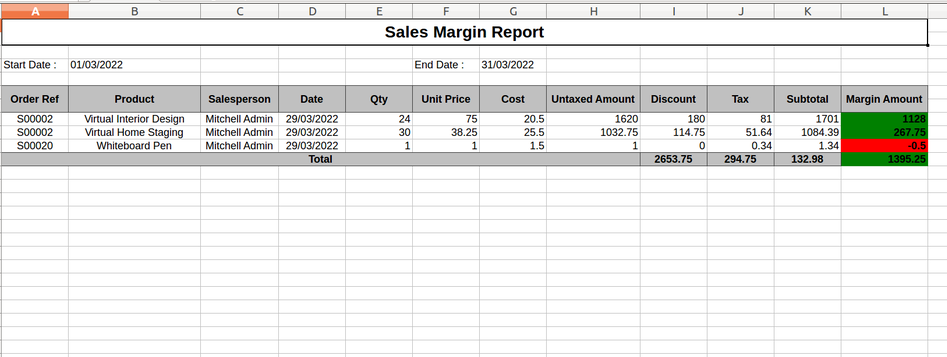 A B C D E F G H I J K L
Sales Margin Report
Start Date : 01/03/2022 End Date : 31/03/2022
Order Ref Product Salesperson Date Qty Unit Price Cost Untaxed Amount Discount Tax Subtotal Margin Amount
S00002 Virtual Interior Design Mitchell Admin 29/03/2022 24 75 20.5 1620 180 81 1701 1128
S00002 Virtual Home Staging Mitchell Admin 29/03/2022 30 38.25 25.5 1032.75 114.75 51.64 1084.39 267.75
S00020 Whiteboard Pen Mitchell Admin 29/03/2022 1 1 1.5 1 0 0.34 1.34 -0.5
Total 2653.75 294.75 132.98 1395.25